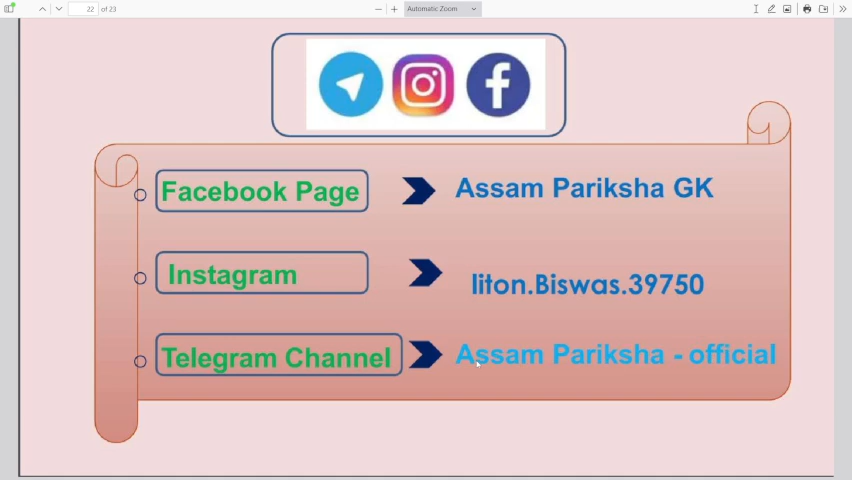 22 of 23
Automatic Zoom
Facebook Page
Assam Pariksha GK
Instagram
liton.Biswas.39750
Telegram Channel
Assam Pariksha - official